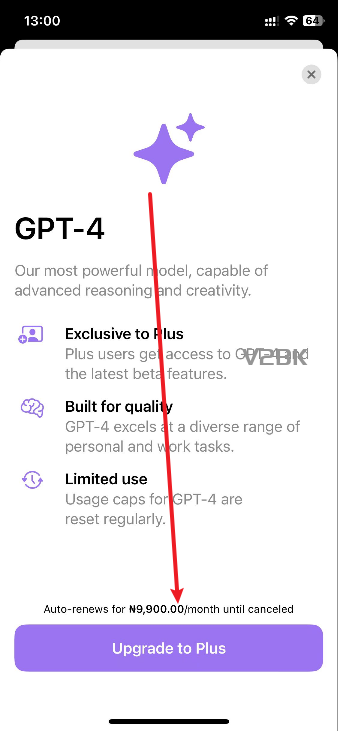 13:00
64
GPT-4
Our most powerful model, capable of
advanced reasoning and creativity.
Exclusive to Plus
Plus users get access to GPT-4 and
the latest beta features.
V2BK
Built for quality
GPT-4 excels at a diverse range of
personal and work tasks.
Limited use
Usage caps for GPT-4 are
reset regularly.
Auto-renews for ₦9,900.00/month until canceled
Upgrade to Plus